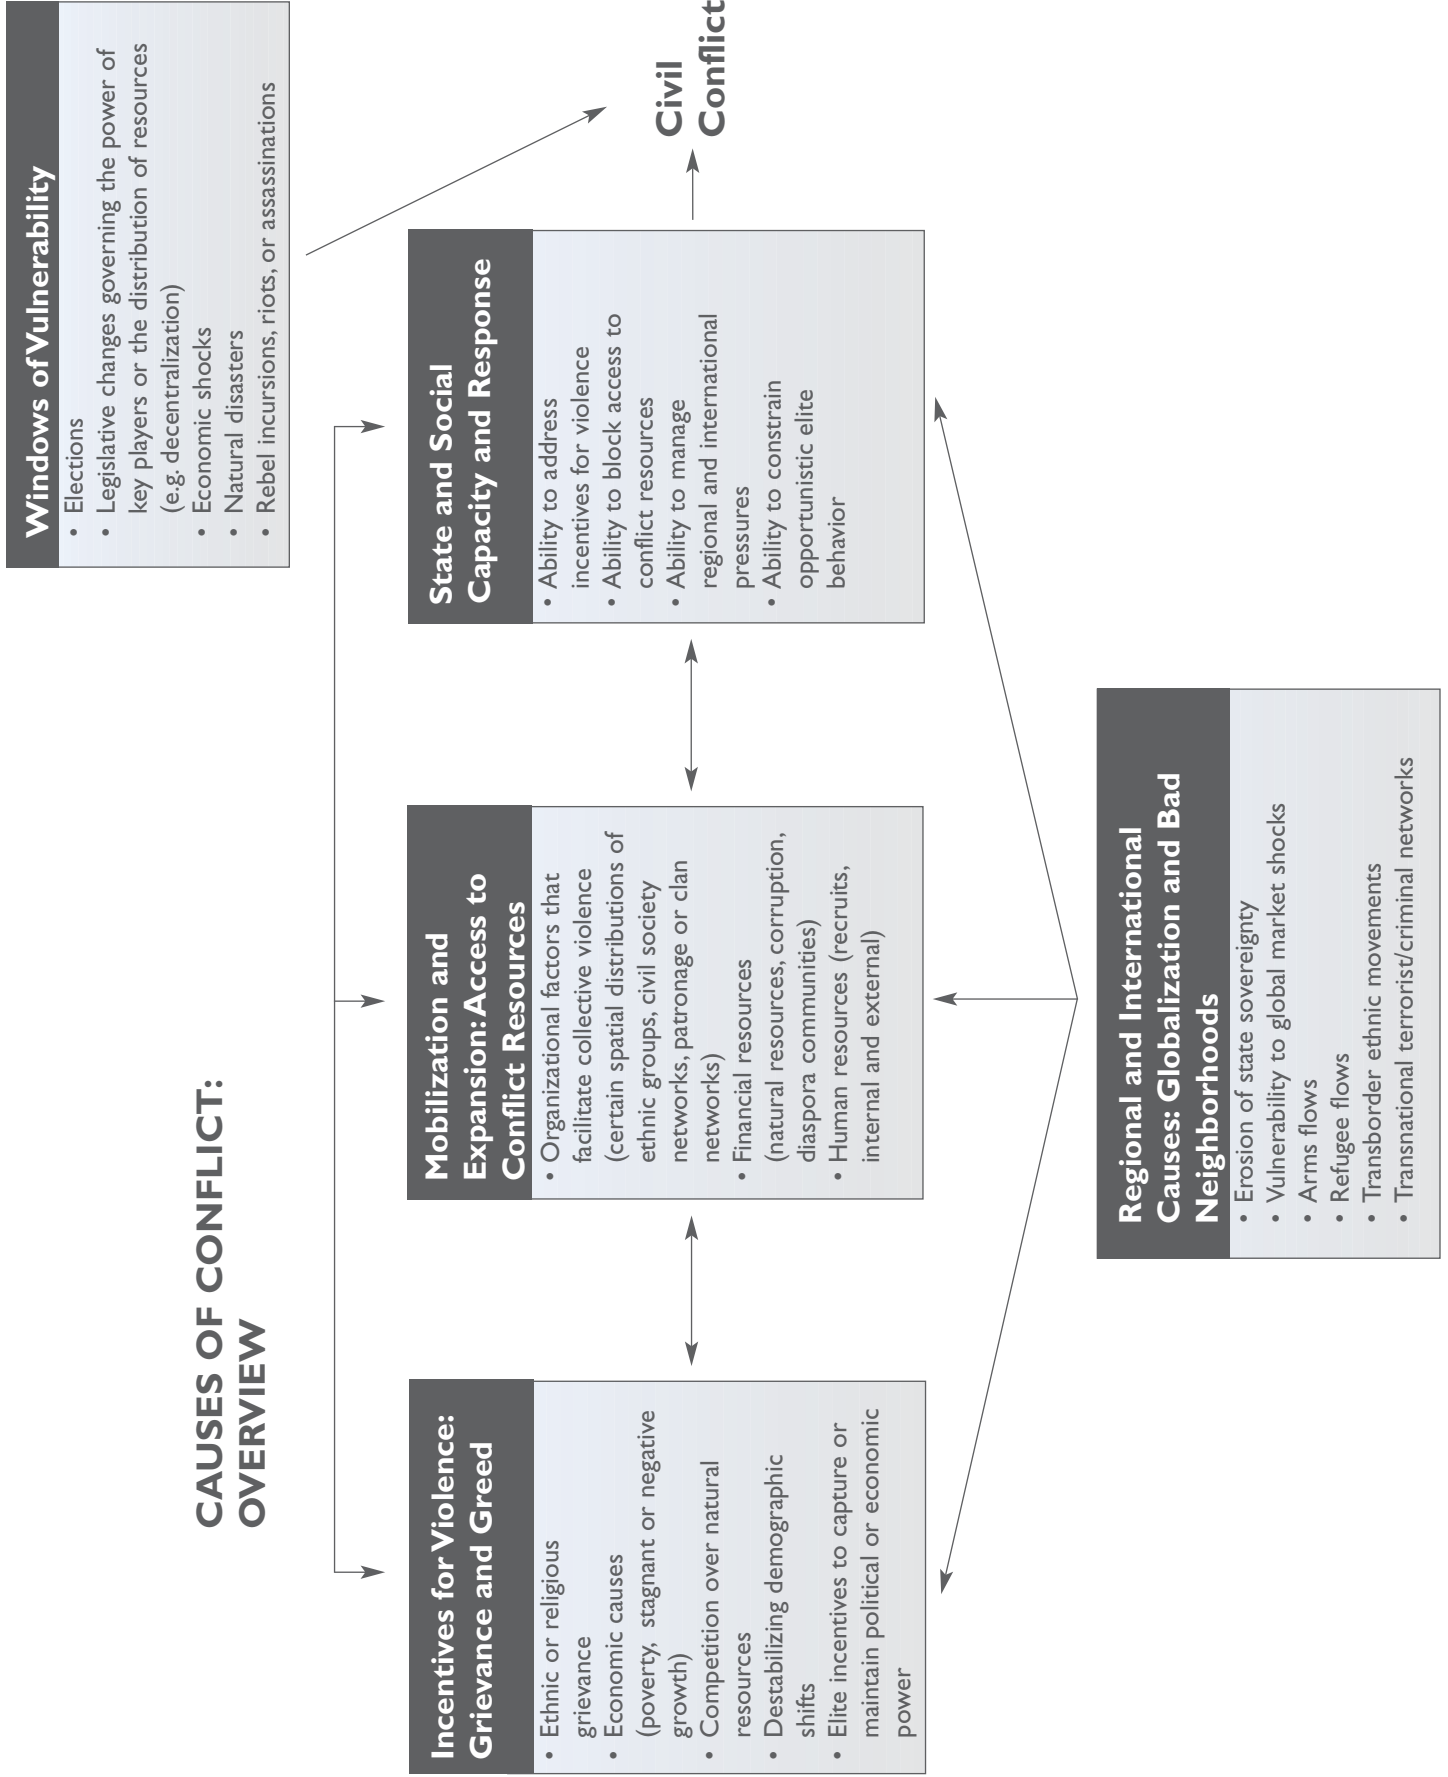 CAUSES OF CONFLICT:
OVERVIEW
Windows of Vulnerability
• Elections
• Legislative changes governing the power of
key players or the distribution of resources
(e.g. decentralization)
• Economic shocks
• Natural disasters
• Rebel incursions, riots, or assassinations
Incentives for Violence:
Grievance and Greed
• Ethnic or religious
grievance
• Economic causes
(poverty, stagnant or negative
growth)
• Competition over natural
resources
• Destabilizing demographic
shifts
• Elite incentives to capture or
maintain political or economic
power
Mobilization and
Expansion: Access to
Conflict Resources
• Organizational factors that
facilitate collective violence
(certain spatial distributions of
ethnic groups, civil society
networks, patronage or clan
networks)
• Financial resources
(natural resources, corruption,
diaspora communities)
• Human resources (recruits,
internal and external)
State and Social
Capacity and Response
• Ability to address
incentives for violence
• Ability to block access to
conflict resources
• Ability to manage
regional and international
pressures
• Ability to constrain
opportunistic elite
behavior
Civil
Conflict
Regional and International
Causes: Globalization and Bad
Neighborhoods
• Erosion of state sovereignty
• Vulnerability to global market shocks
• Arms flows
• Refugee flows
• Transborder ethnic movements
• Transnational terrorist/criminal networks